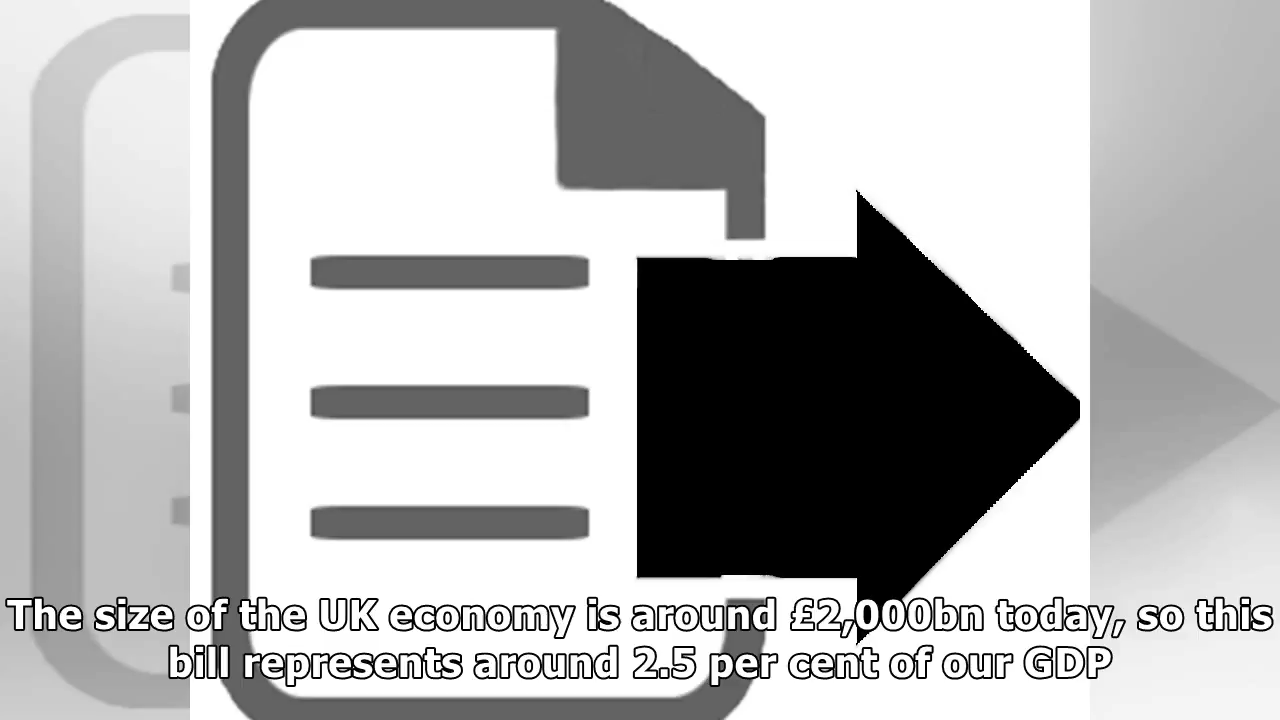 The size of the UK economy is around £2,000bn today, so this
bill represents around 2.5 per cent of our GDP